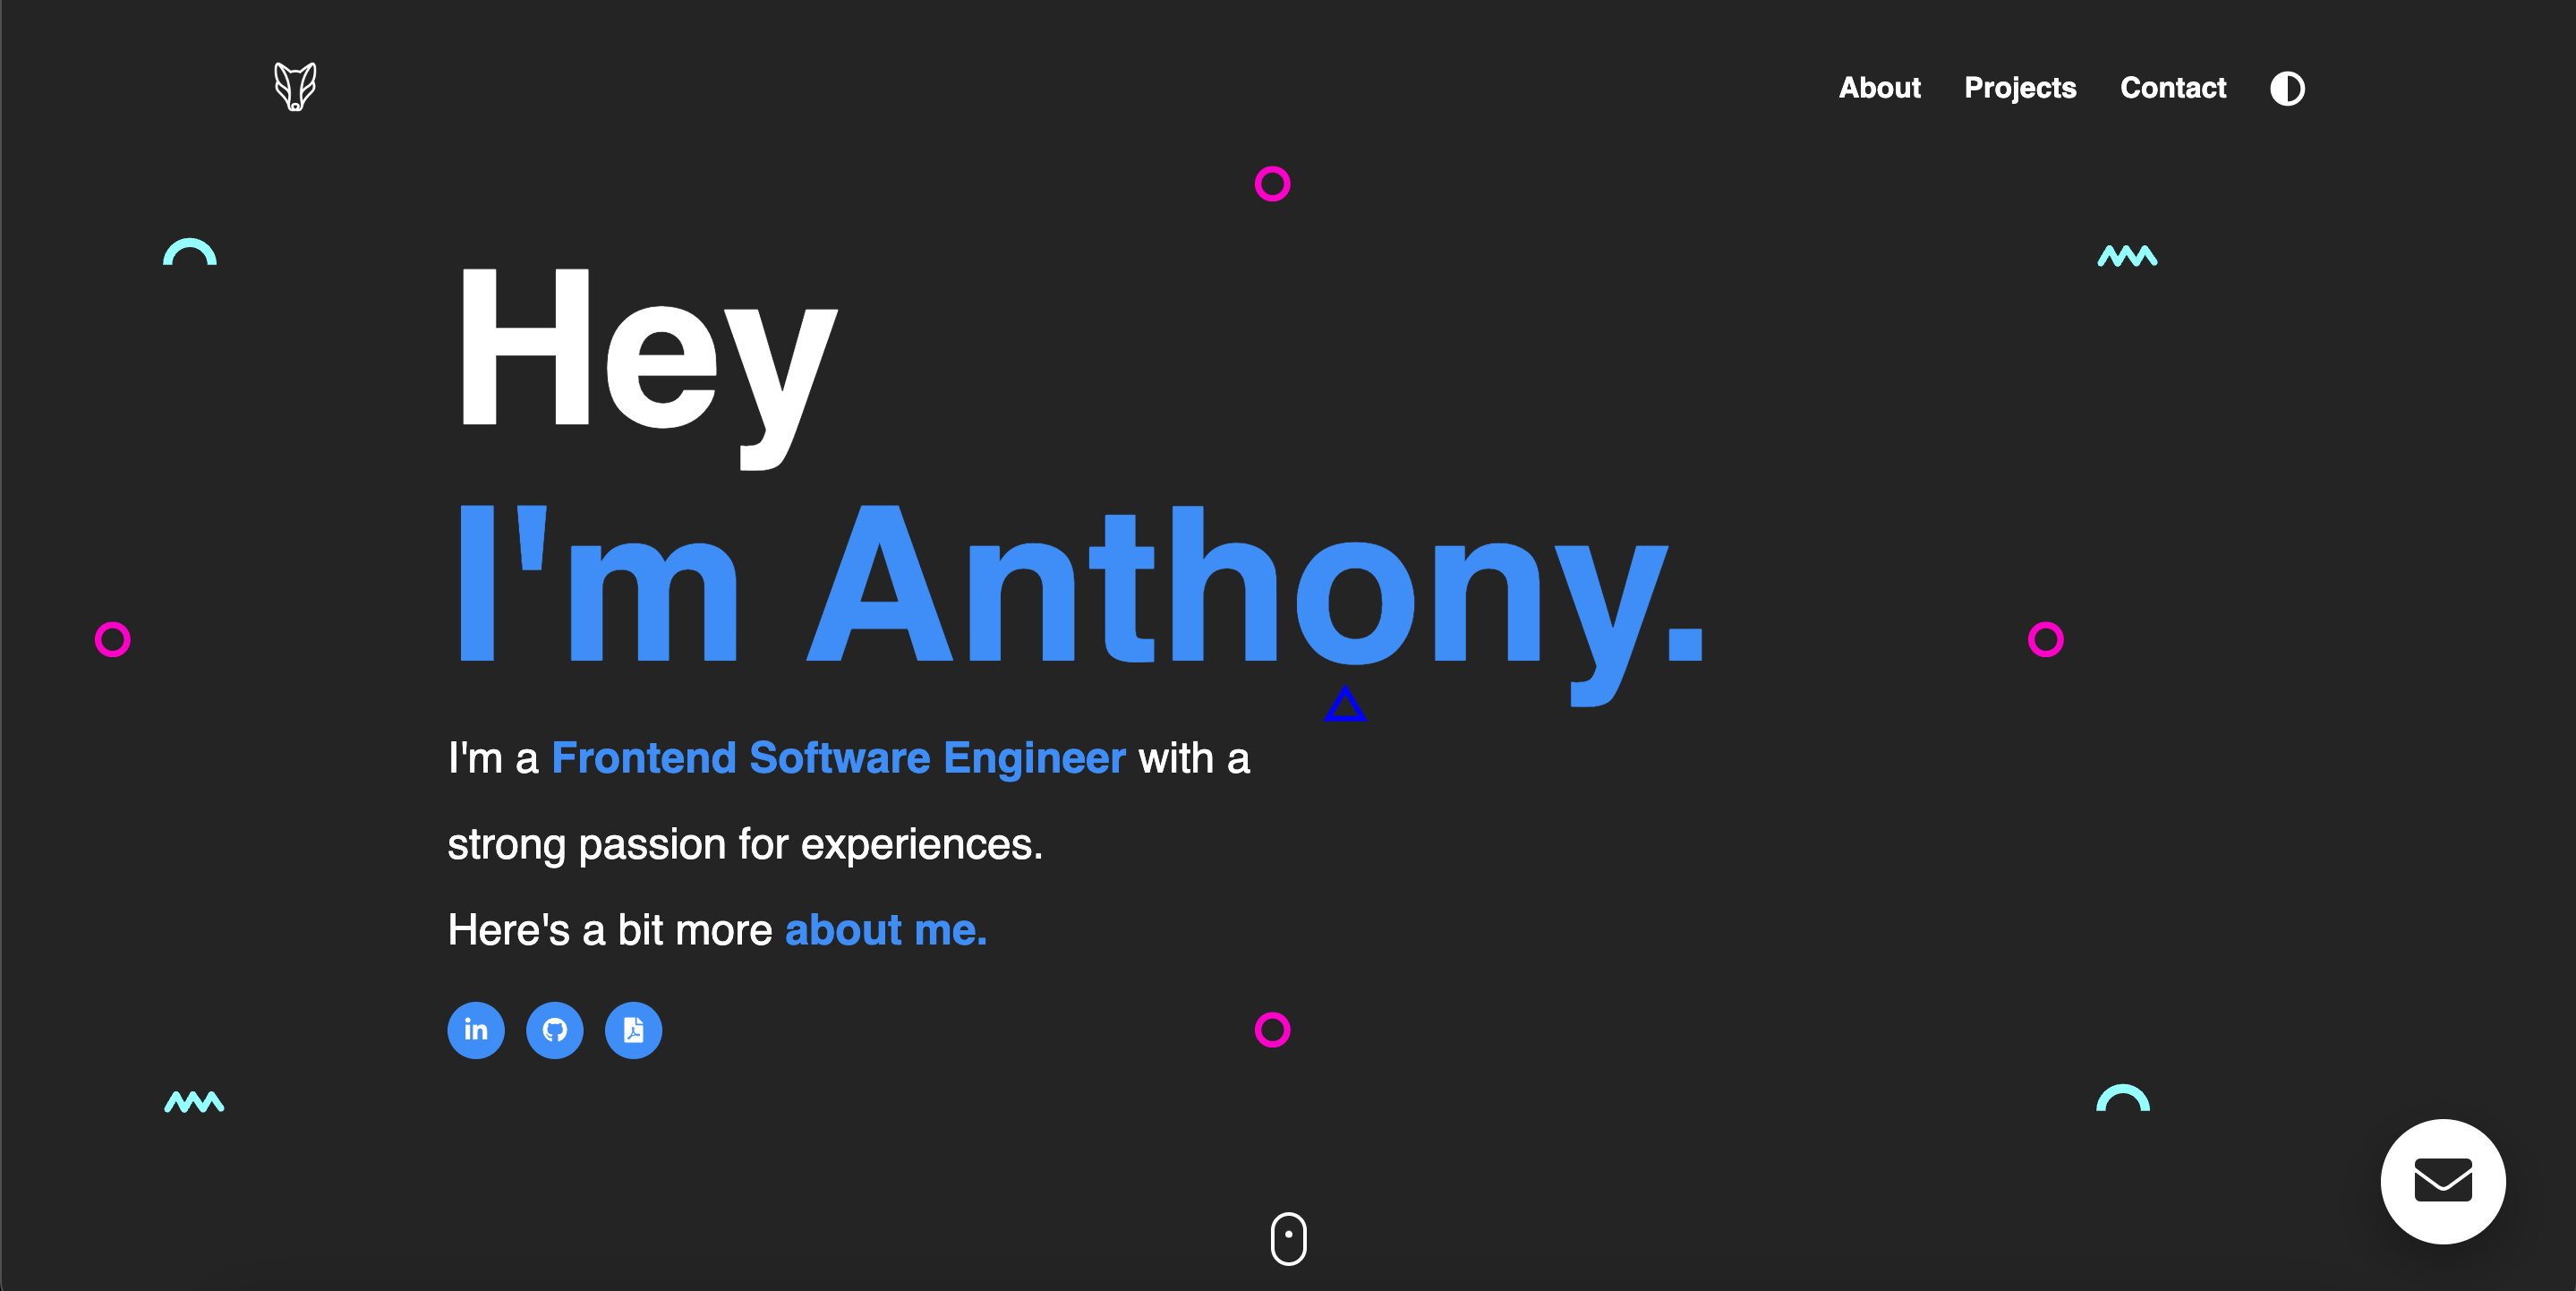 About Projects Contact
Hey
I'm Anthony.
I'm a Frontend Software Engineer with a
strong passion for experiences.
Here's a bit more about me.
in